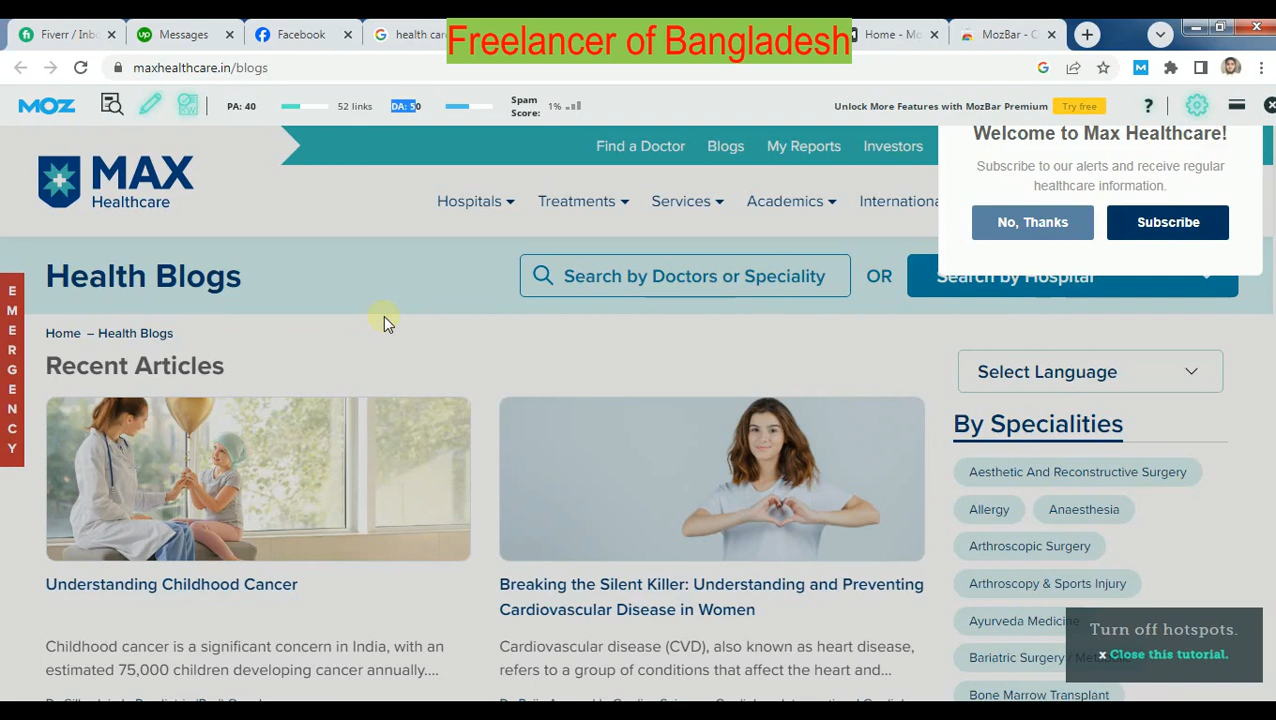 Fiverr / Inb
Messages
Facebook
health care
Freelancer of Bangladesh
Home - Mo
MozBar - C
maxhealthcare.in/blogs
MOZ
PA: 40
52 links
DA: 50
Spam
Score:
1%
Unlock More Features with MozBar Premium
Try free
?
Welcome to Max Healthcare!
Subscribe to our alerts and receive regular
healthcare information.
No, Thanks
Subscribe
MAX
Healthcare
Find a Doctor
Blogs
My Reports
Investors
Hospitals
Treatments
Services
Academics
Internationa
Health Blogs
Search by Doctors or Speciality
OR
Search by Hospital
EMERGENCY
Home – Health Blogs
Recent Articles
Select Language
By Specialities
Aesthetic And Reconstructive Surgery
Allergy
Anaesthesia
Arthroscopic Surgery
Arthroscopy & Sports Injury
Ayurveda Medicine
Bariatric Surgery / Metabolic
Bone Marrow Transplant
Understanding Childhood Cancer
Breaking the Silent Killer: Understanding and Preventing
Cardiovascular Disease in Women
Childhood cancer is a significant concern in India, with an
estimated 75,000 children developing cancer annually....
Cardiovascular disease (CVD), also known as heart disease,
refers to a group of conditions that affect the heart and...
Turn off hotspots.
x Close this tutorial.